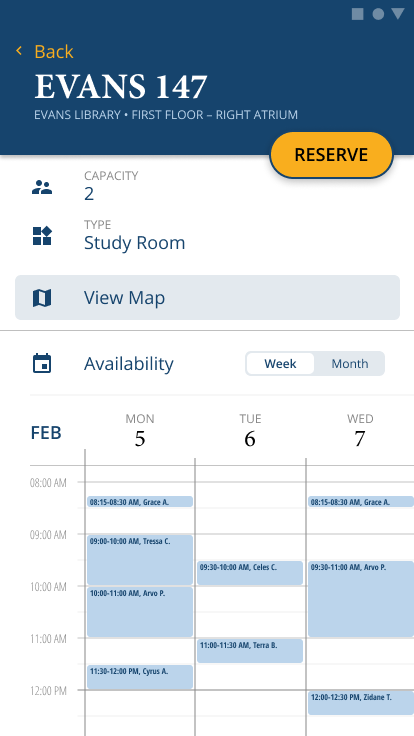 Back
EVANS 147
EVANS LIBRARY • FIRST FLOOR – RIGHT ATRIUM
RESERVE
CAPACITY
2
TYPE
Study Room
View Map
Availability
Week Month
FEB
MON TUE WED
5 6 7
08:00 AM
08:15-08:30 AM, Grace A. 08:15-08:30 AM, Grace A.
09:00 AM
09:00-10:00 AM, Tressa C.
09:30-10:00 AM, Celes C. 09:30-11:00 AM, Arvo P.
10:00 AM
10:00-11:00 AM, Arvo P.
11:00 AM
11:00-11:30 AM, Terra B.
11:30-12:00 PM, Cyrus A.
12:00 PM
12:00-12:30 PM, Zidane T.